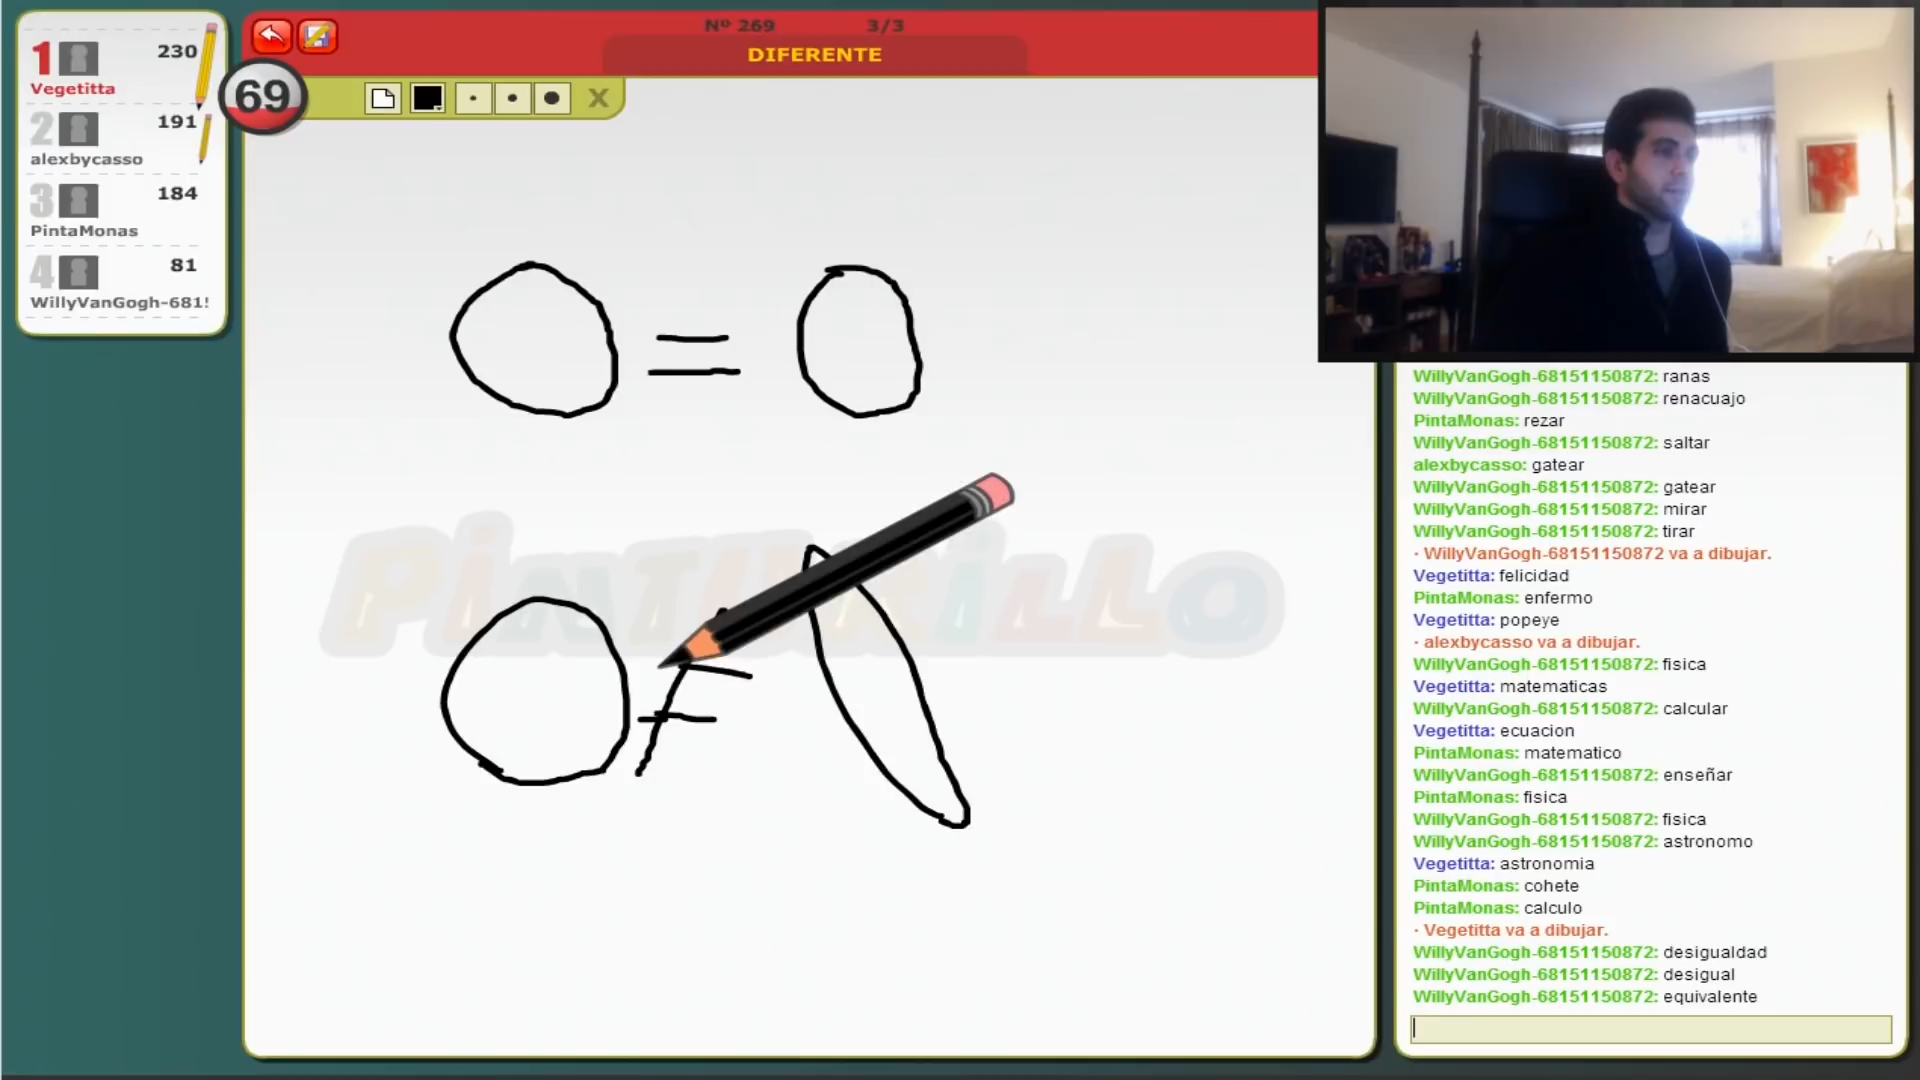 1 230
Vegetitta
2 191
alexbycasso
3 184
PintaMonas
4 81
WillyVanGogh-681!
69
Nº 269 3/3
DIFERENTE
X
PiNTURiLLO
WillyVanGogh-68151150872: ranas
WillyVanGogh-68151150872: renacuajo
PintaMonas: rezar
WillyVanGogh-68151150872: saltar
alexbycasso: gatear
WillyVanGogh-68151150872: gatear
WillyVanGogh-68151150872: mirar
WillyVanGogh-68151150872: tirar
· WillyVanGogh-68151150872 va a dibujar.
Vegetitta: felicidad
PintaMonas: enfermo
Vegetitta: popeye
· alexbycasso va a dibujar.
WillyVanGogh-68151150872: fisica
Vegetitta: matematicas
WillyVanGogh-68151150872: calcular
Vegetitta: ecuacion
PintaMonas: matematico
WillyVanGogh-68151150872: enseñar
PintaMonas: fisica
WillyVanGogh-68151150872: fisica
WillyVanGogh-68151150872: astronomo
Vegetitta: astronomia
PintaMonas: cohete
PintaMonas: calculo
· Vegetitta va a dibujar.
WillyVanGogh-68151150872: desigualdad
WillyVanGogh-68151150872: desigual
WillyVanGogh-68151150872: equivalente